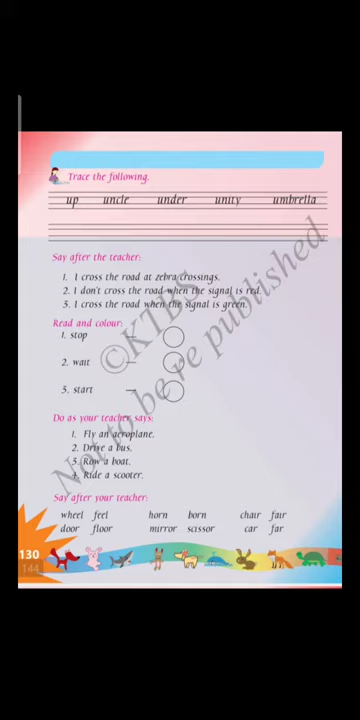 Trace the following.
up uncle under unity umbrella
Say after the teacher:
1. I cross the road at zebra crossings.
2. I don't cross the road when the signal is red.
3. I cross the road when the signal is green.
Read and colour:
1. stop –
2. wait –
3. start →
Do as your teacher says:
1. Fly an aeroplane.
2. Drive a bus.
3. Row a boat.
4. Ride a scooter.
Say after your teacher:
wheel feel horn born chair fair
door floor mirror scissor car far
130
144
©KTBS
Not to be re published